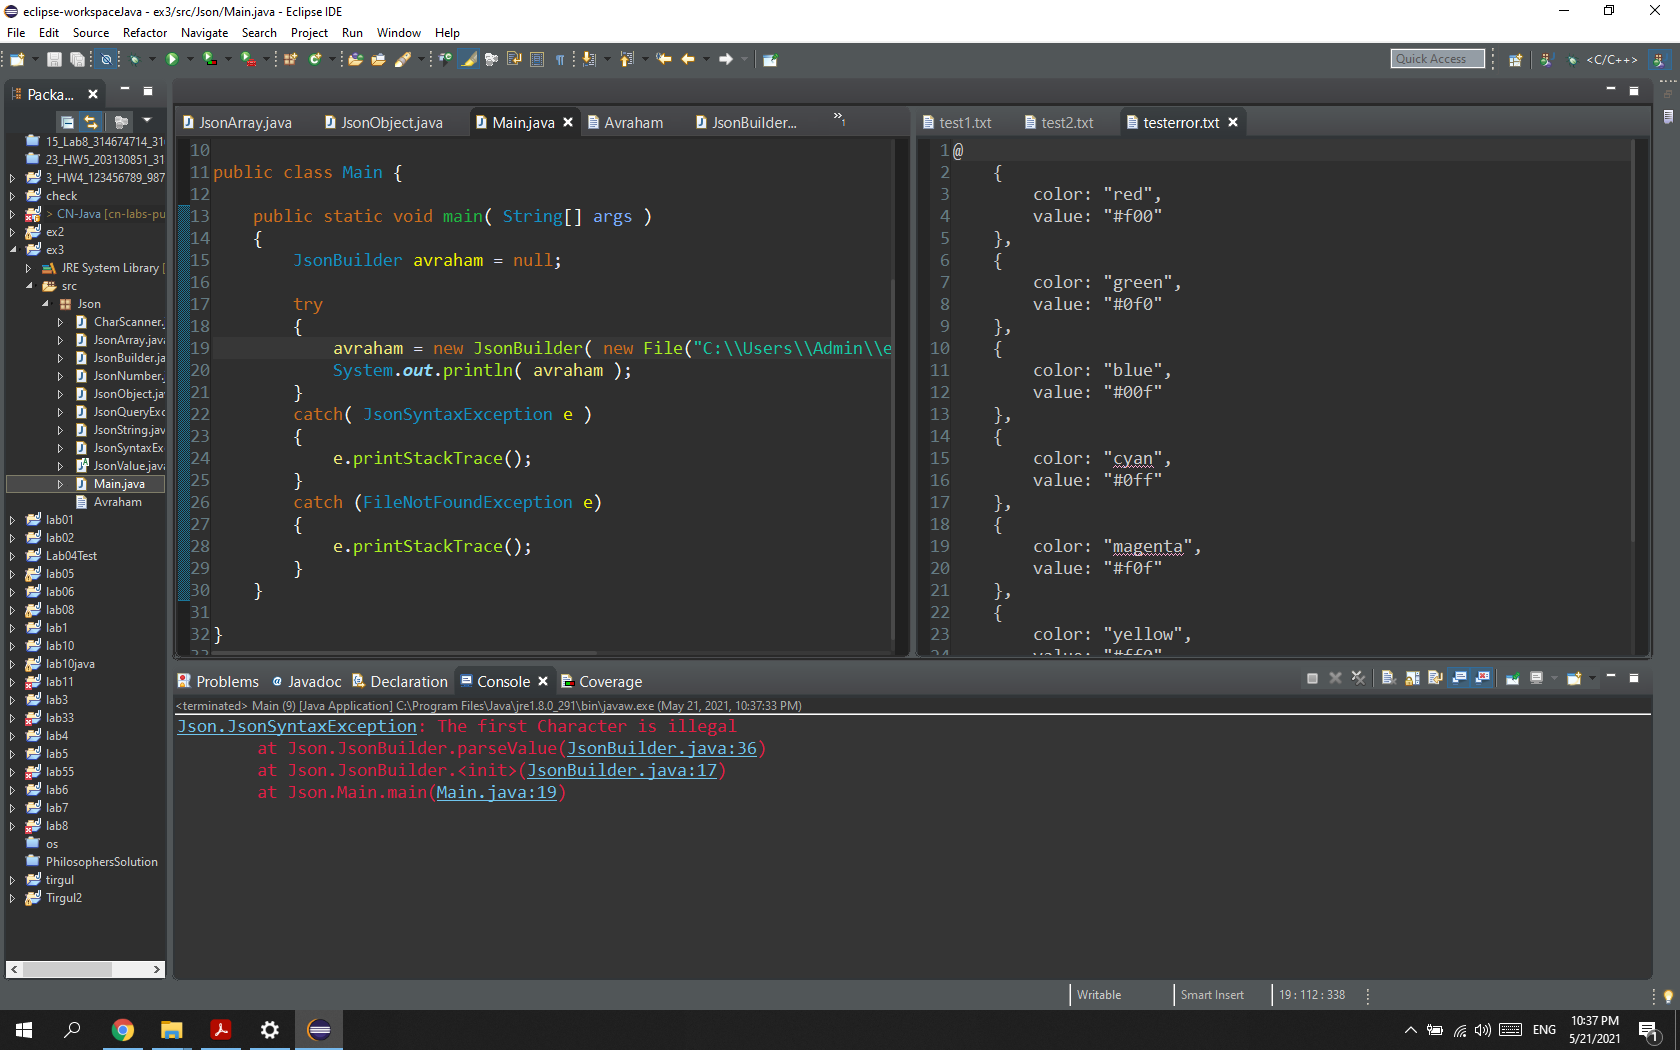 eclipse-workspaceJava - ex3/src/Json/Main.java - Eclipse IDE
File Edit Source Refactor Navigate Search Project Run Window Help
Quick Access
<C/C++>
Packa...
15_Lab8_314674714_31
23_HW5_203130851_31
3_HW4_123456789_987
check
> CN-Java [cn-labs-pu
ex2
ex3
JRE System Library [
src
Json
CharScanner.
JsonArray.java
JsonBuilder.ja
JsonNumber.
JsonObject.ja
JsonQueryExc
JsonString.jav
JsonSyntaxEx
JsonValue.java
Main.java
Avraham
lab01
lab02
Lab04Test
lab05
lab06
lab08
lab1
lab10
lab10java
lab11
lab3
lab33
lab4
lab5
lab55
lab6
lab7
lab8
os
PhilosophersSolution
tirgul
Tirgul2
JsonArray.java JsonObject.java Main.java Avraham JsonBuilder... »1
10
11 public class Main {
12
13     public static void main( String[] args )
14     {
15         JsonBuilder avraham = null;
16
17         try
18         {
19             avraham = new JsonBuilder( new File("C:\\Users\\Admin\\e
20             System.out.println( avraham );
21         }
22         catch( JsonSyntaxException e )
23         {
24             e.printStackTrace();
25         }
26         catch (FileNotFoundException e)
27         {
28             e.printStackTrace();
29         }
30     }
31
32 }
33
test1.txt test2.txt testerror.txt
1 @
2     {
3         color: "red",
4         value: "#f00"
5     },
6     {
7         color: "green",
8         value: "#0f0"
9     },
10     {
11         color: "blue",
12         value: "#00f"
13     },
14     {
15         color: "cyan",
16         value: "#0ff"
17     },
18     {
19         color: "magenta",
20         value: "#f0f"
21     },
22     {
23         color: "yellow",
24         value: "#ff0"
Problems Javadoc Declaration Console Coverage
<terminated> Main (9) [Java Application] C:\Program Files\Java\jre1.8.0_291\bin\javaw.exe (May 21, 2021, 10:37:33 PM)
Json.JsonSyntaxException: The first Character is illegal
at Json.JsonBuilder.parseValue(JsonBuilder.java:36)
at Json.JsonBuilder.<init>(JsonBuilder.java:17)
at Json.Main.main(Main.java:19)
Writable Smart Insert 19 : 112 : 338
ENG 10:37 PM
5/21/2021
1